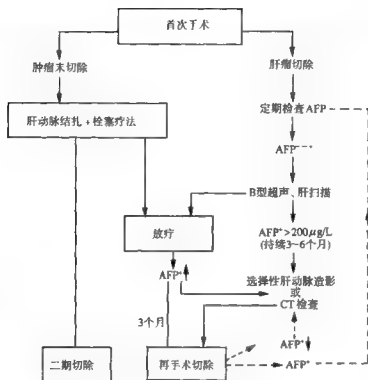 首次手术
肿瘤未切除
肝瘤切除
肝动脉结扎+栓塞疗法
定期检查AFP
AFP
B型超声、肝扫描
放疗
AFP⁺>200μg/L
(持续3~6个月)
AFP⁺
选择性肝动脉造影
或
CT检查
3个月
AFP⁺
二期切除
再手术切除
AFP⁺